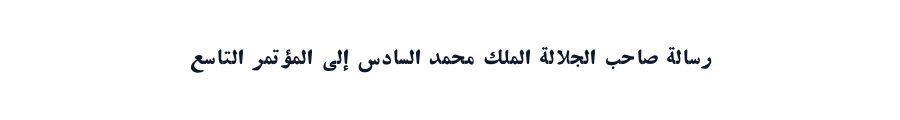 رسالة صاحب الجلالة الملك محمد السادس إلى المؤتمر التاسع